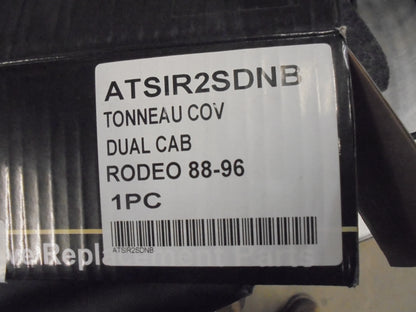 ATSIR2SDNB
TONNEAU COV
DUAL CAB
RODEO 88-96
1PC
ATSIR2SDNB
Replacement Parts